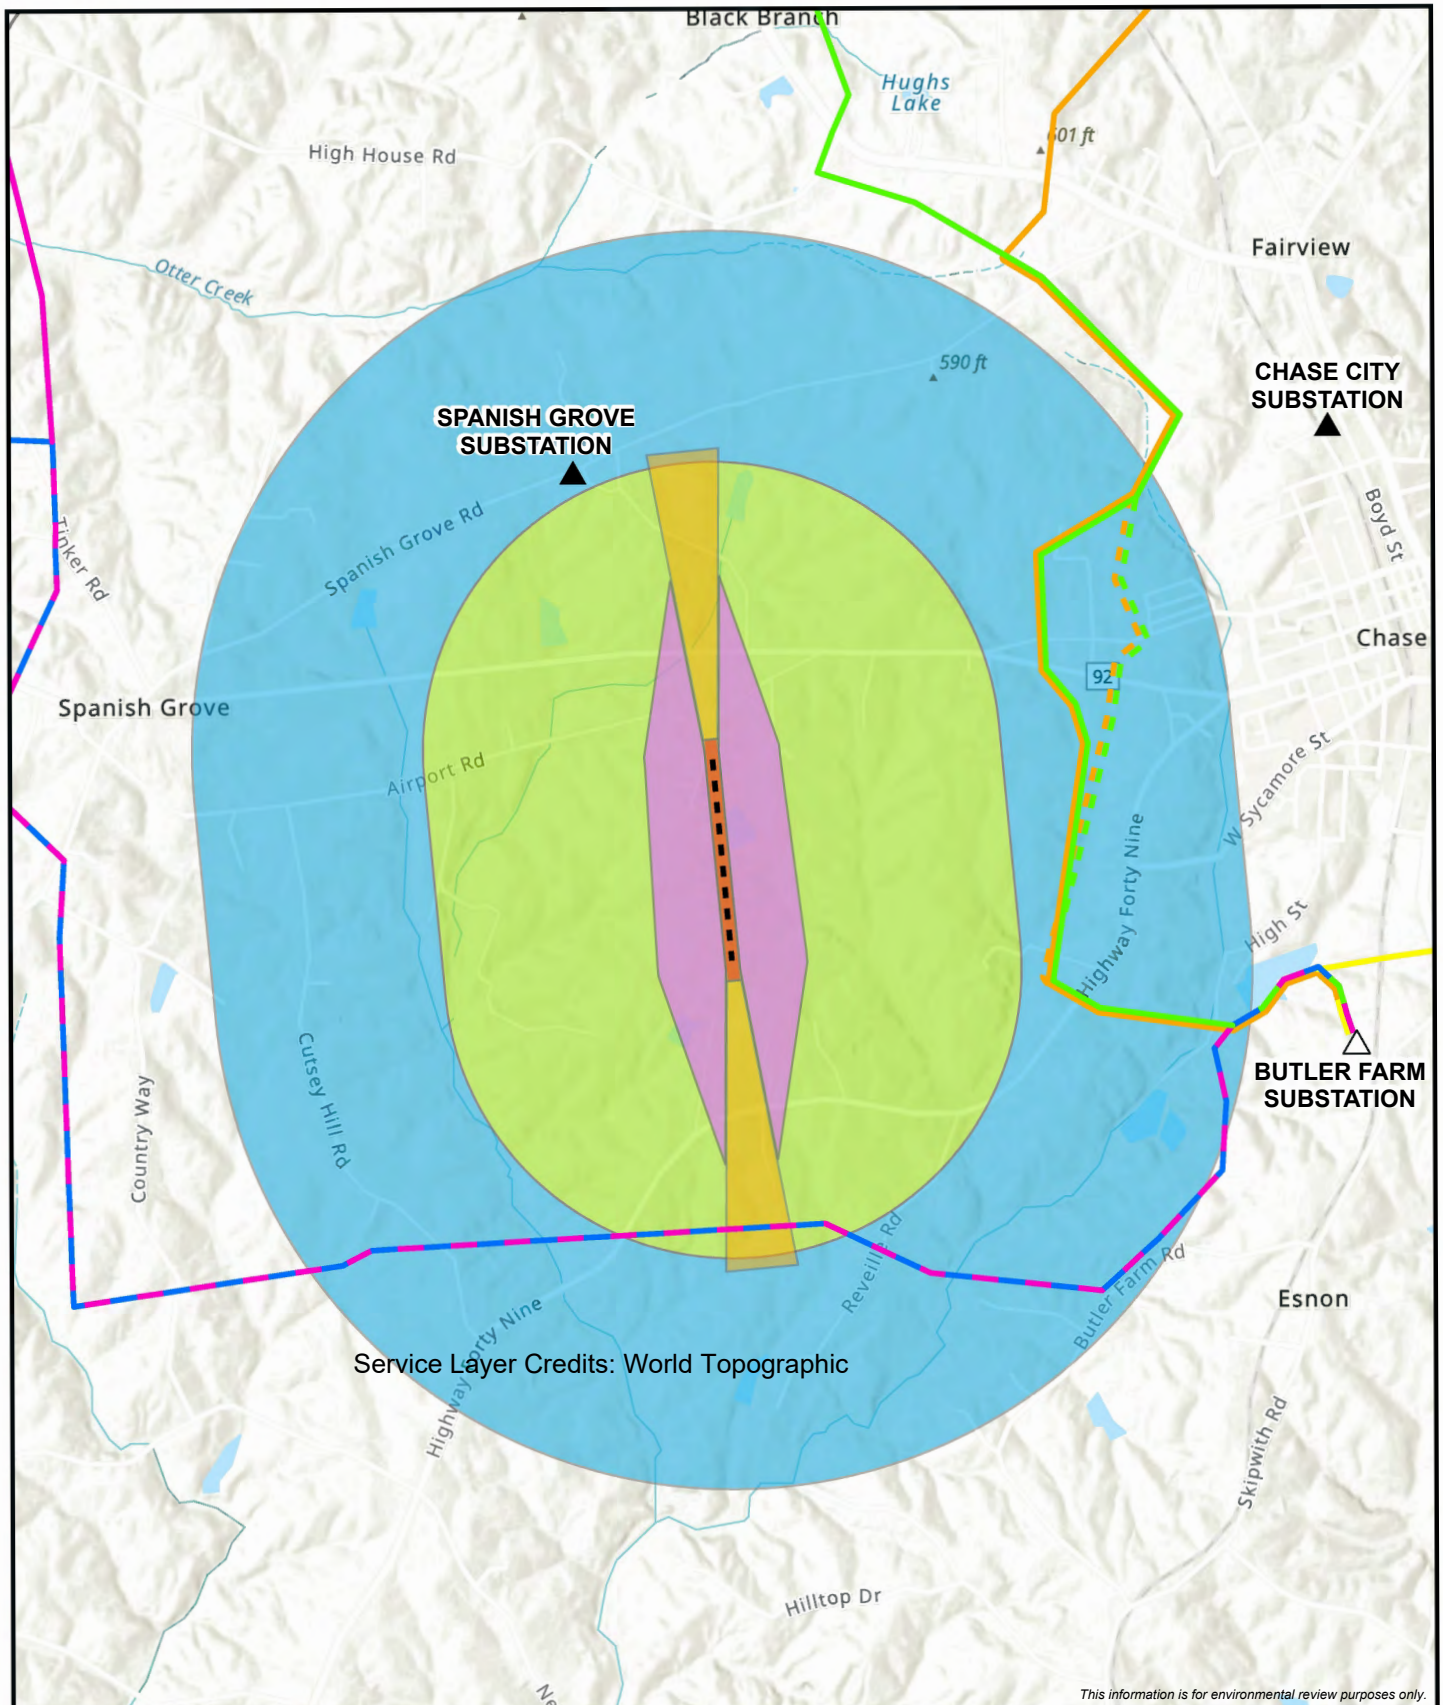 Black Branch
Hughs
Lake
601 ft
High House Rd
Fairview
Otter Creek
590 ft
CHASE CITY
SUBSTATION
SPANISH GROVE
SUBSTATION
Boyd St
Spanish Grove Rd
Tinker Rd
Chase
92
Spanish Grove
Airport Rd
W Sycamore St
Highway Forty Nine
High St
Cutsey Hill Rd
Country Way
BUTLER FARM
SUBSTATION
Reveille Rd
Butler Farm Rd
Esnon
Highway Forty Nine
Service Layer Credits: World Topographic
Skipwith Rd
Hilltop Dr
Ne
This information is for environmental review purposes only.